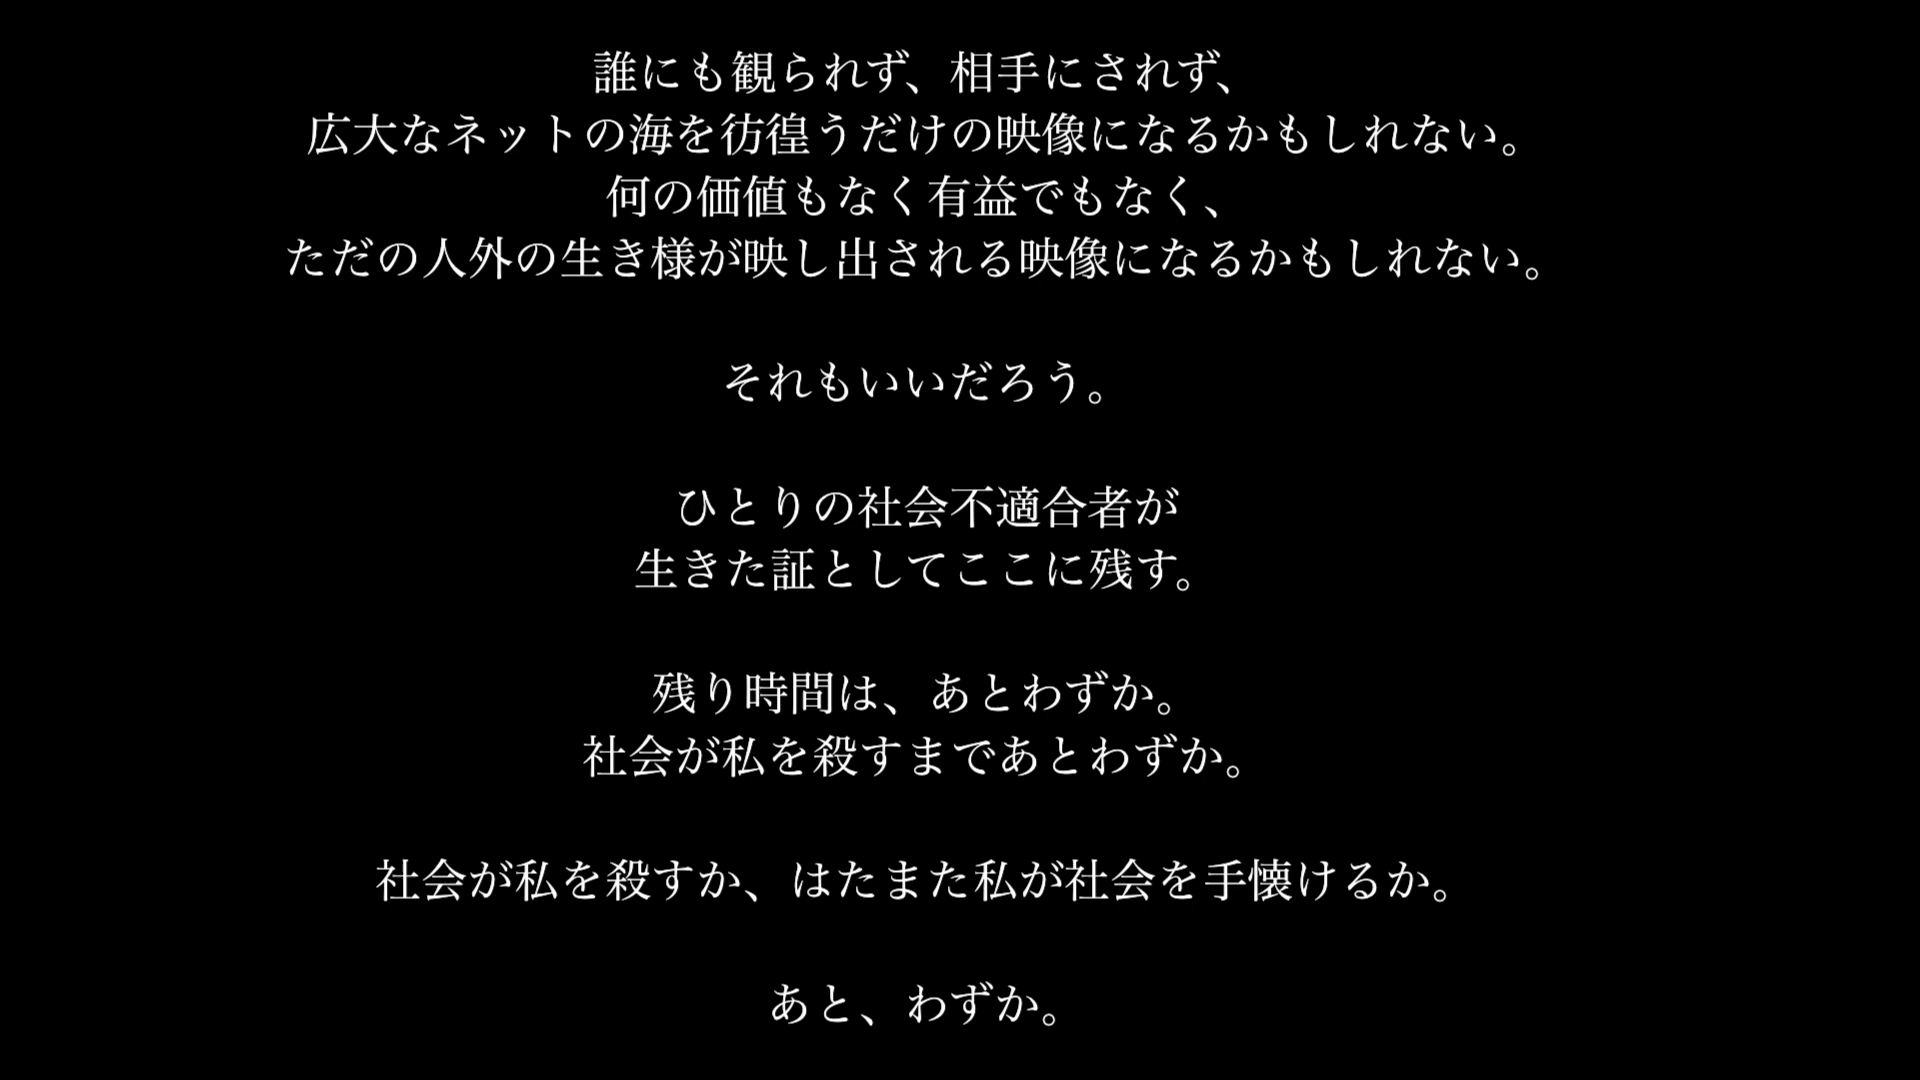 誰にも観られず、相手にされず、
広大なネットの海を彷徨うだけの映像になるかもしれない。
何の価値もなく有益でもなく、
ただの人外の生き様が映し出される映像になるかもしれない。
それもいいだろう。
ひとりの社会不適合者が
生きた証としてここに残す。
残り時間は、あとわずか。
社会が私を殺すまであとわずか。
社会が私を殺すか、はたまた私が社会を手懐けるか。
あと、わずか。